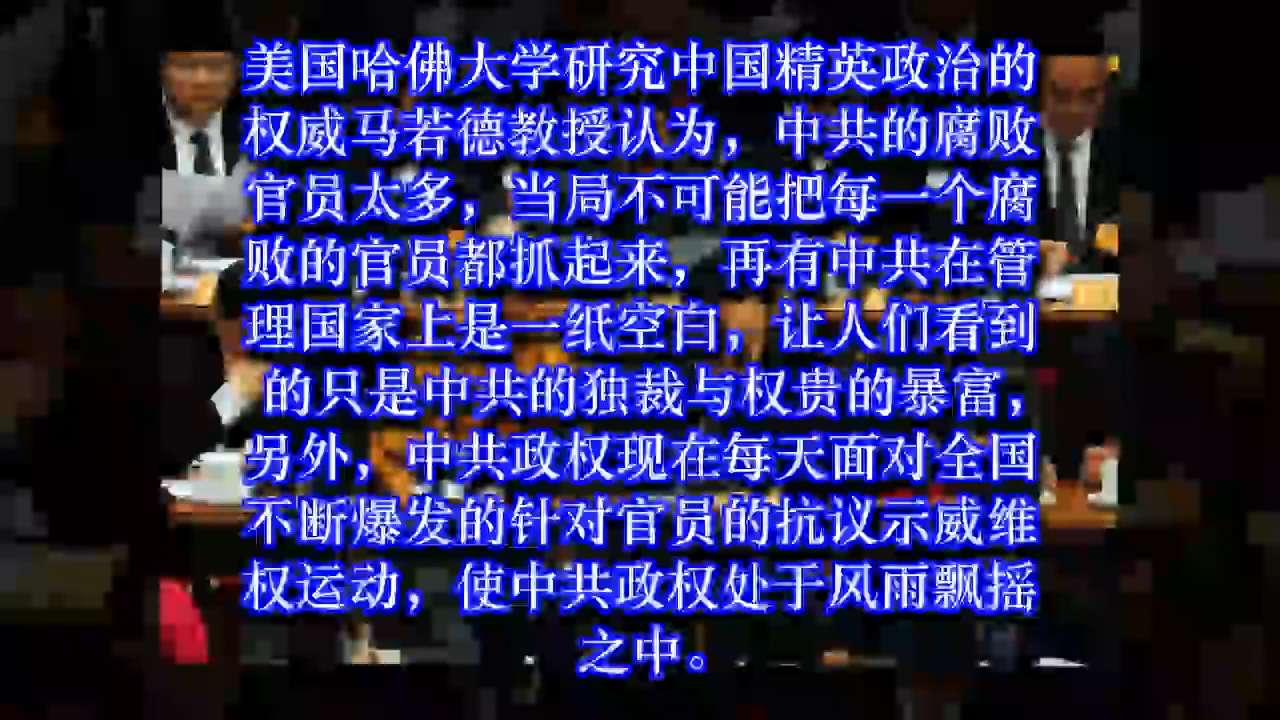 美国哈佛大学研究中国精英政治的
权威马若德教授认为，中共的腐败
官员太多，当局不可能把每一个腐
败的官员都抓起来，再有中共在管
理国家上是一纸空白，让人们看到
的只是中共的独裁与权贵的暴富，
另外，中共政权现在每天面对全国
不断爆发的针对官员的抗议示威维
权运动，使中共政权处于风雨飘摇
之中。